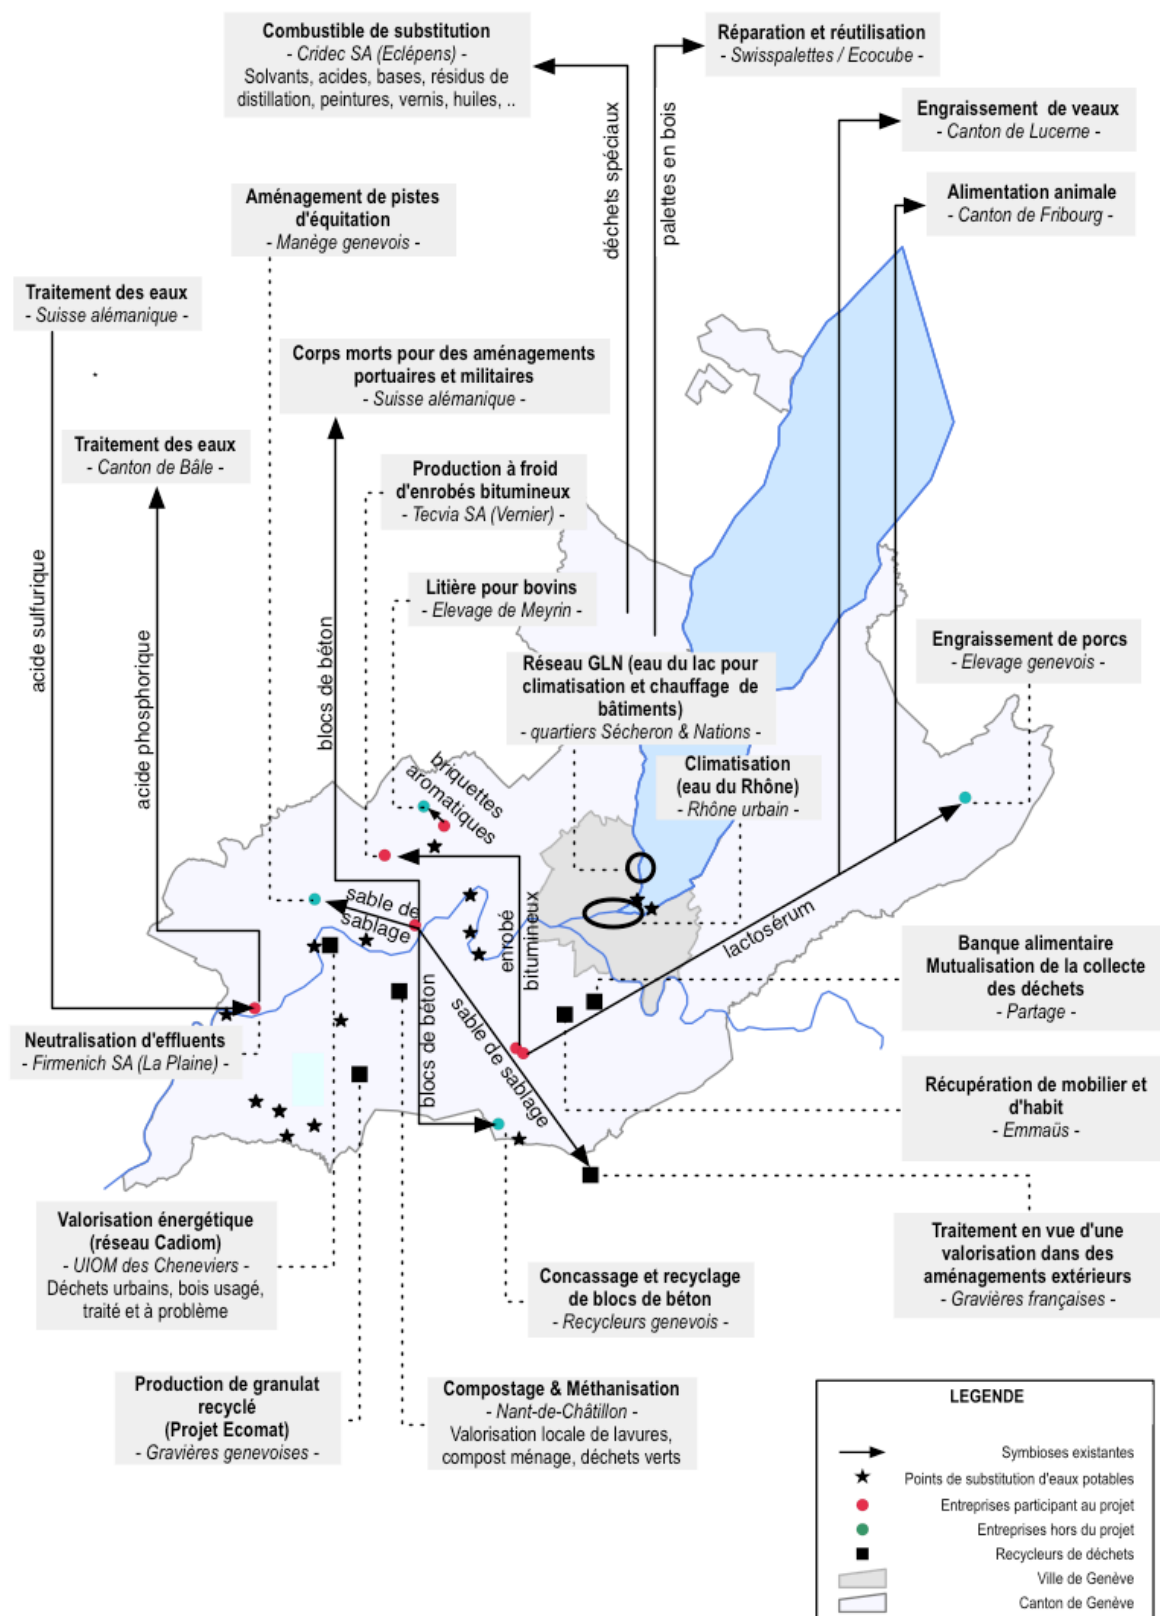 Combustible de substitution
- Cridec SA (Eclépens) -
Solvants, acides, bases, résidus de
distillation, peintures, vernis, huiles, ..
Réparation et réutilisation
- Swisspalettes / Ecocube -
déchets spéciaux
palettes en bois
Engraissement de veaux
- Canton de Lucerne -
Alimentation animale
- Canton de Fribourg -
Aménagement de pistes
d'équitation
- Manège genevois -
Traitement des eaux
- Suisse alémanique -
Corps morts pour des aménagements
portuaires et militaires
- Suisse alémanique -
Traitement des eaux
- Canton de Bâle -
Production à froid
d'enrobés bitumineux
- Tecvia SA (Vernier) -
acide sulfurique
acide phosphorique
blocs de béton
Litière pour bovins
- Elevage de Meyrin -
Réseau GLN (eau du lac pour
climatisation et chauffage de
bâtiments)
- quartiers Sécheron & Nations -
Engraissement de porcs
- Elevage genevois -
Climatisation
(eau du Rhône)
- Rhône urbain -
briquettes
aromatiques
sable de
sablage
enrobé
bitumineux
lactosérum
blocs de béton
sable de sablage
Banque alimentaire
Mutualisation de la collecte
des déchets
- Partage -
Neutralisation d'effluents
- Firmenich SA (La Plaine) -
Récupération de mobilier et
d'habit
- Emmaüs -
Valorisation énergétique
(réseau Cadiom)
- UIOM des Cheneviers -
Déchets urbains, bois usagé,
traité et à problème
Concassage et recyclage
de blocs de béton
- Recycleurs genevois -
Traitement en vue d'une
valorisation dans des
aménagements extérieurs
- Gravières françaises -
Production de granulat
recyclé
(Projet Ecomat)
- Gravières genevoises -
Compostage & Méthanisation
- Nant-de-Châtillon -
Valorisation locale de lavures,
compost ménage, déchets verts
LEGENDE
Symbioses existantes
Points de substitution d'eaux potables
Entreprises participant au projet
Entreprises hors du projet
Recycleurs de déchets
Ville de Genève
Canton de Genève